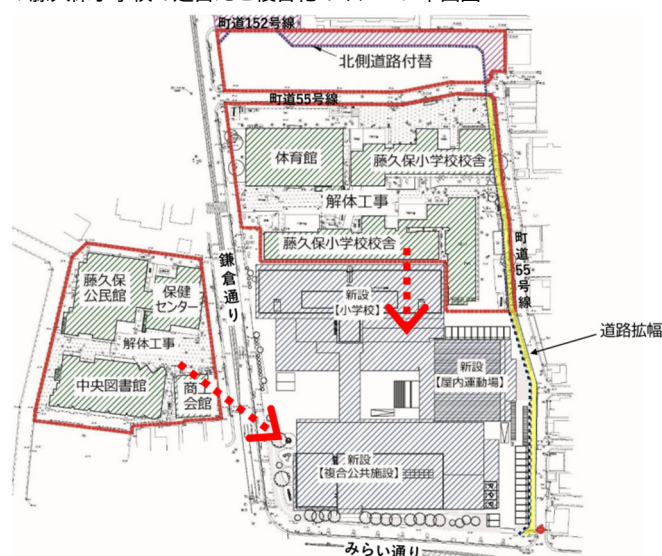 町道152号線
北側道路付替
町道55号線
体育館
藤久保小学校校舎
解体工事
藤久保小学校校舎
町道55号線
鎌倉通り
藤久保
公民館
保健
センター
解体工事
中央図書館
商工
会館
新設
【小学校】
道路拡幅
新設
【屋内運動場】
新設
【複合公共施設】
みらい通り